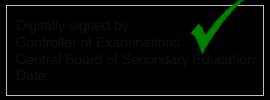 Digitally signed by
Controller of Examinations
Central Board of Secondary Education
Date: